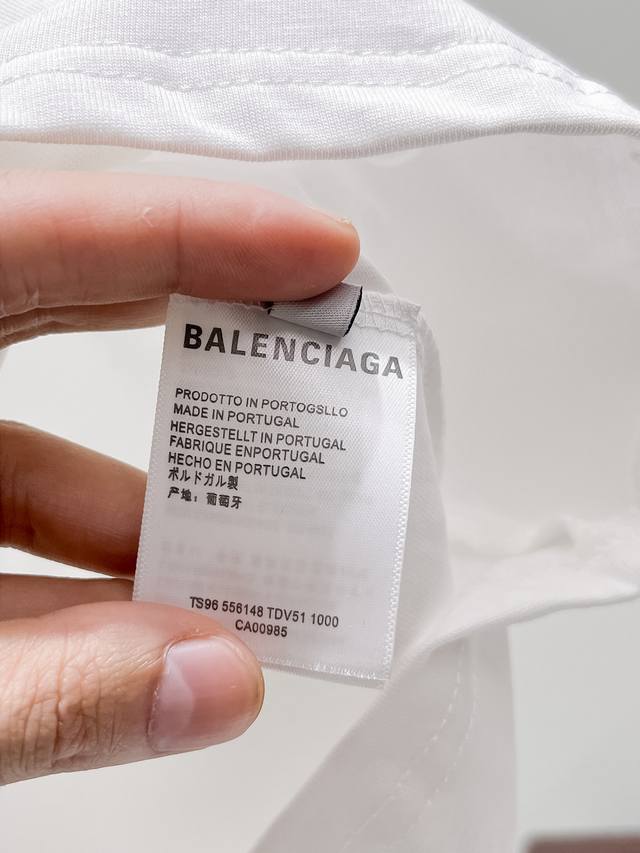 BALENCIAGA
PRODOTTO IN PORTOGSLLO
MADE IN PORTUGAL
HERGESTELLT IN PORTUGAL
FABRIQUE ENPORTUGAL
HECHO EN PORTUGAL
ポルドガル製
产地：葡萄牙
TS96 556148 TDV51 1000
CA00985